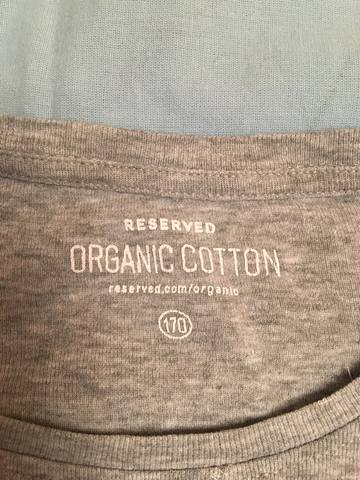 RESERVED
ORGANIC COTTON
reserved.com/organic
170